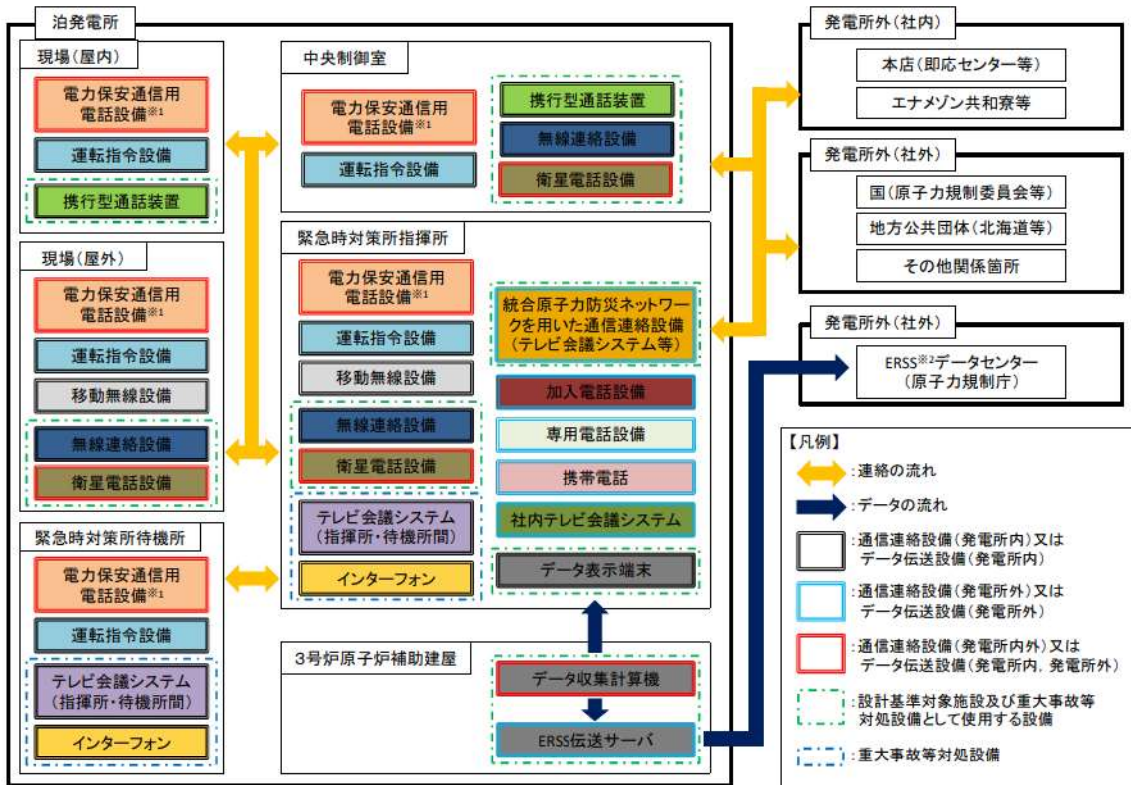 泊発電所
現場(屋内)
電力保安通信用
電話設備※1
運転指令設備
携行型通話装置
現場(屋外)
電力保安通信用
電話設備※1
運転指令設備
移動無線設備
無線連絡設備
衛星電話設備
緊急時対策所待機所
電力保安通信用
電話設備※1
運転指令設備
テレビ会議システム
(指揮所・待機所間)
インターフォン
中央制御室
電力保安通信用
電話設備※1
運転指令設備
携行型通話装置
無線連絡設備
衛星電話設備
緊急時対策所指揮所
電力保安通信用
電話設備※1
運転指令設備
移動無線設備
無線連絡設備
衛星電話設備
テレビ会議システム
(指揮所・待機所間)
インターフォン
統合原子力防災ネットワー
クを用いた通信連絡設備
(テレビ会議システム等)
加入電話設備
専用電話設備
携帯電話
社内テレビ会議システム
データ表示端末
3号炉原子炉補助建屋
データ収集計算機
ERSS伝送サーバ
発電所外(社内)
本店(即応センター等)
エナメゾン共和寮等
発電所外(社外)
国(原子力規制委員会等)
地方公共団体(北海道等)
その他関係箇所
発電所外(社外)
ERSS※2データセンター
(原子力規制庁)
【凡例】
:連絡の流れ
:データの流れ
:通信連絡設備(発電所内)又は
データ伝送設備(発電所内)
:通信連絡設備(発電所外)又は
データ伝送設備(発電所外)
:通信連絡設備(発電所内外)又は
データ伝送設備(発電所内,発電所外)
:設計基準対象施設及び重大事故等
対処設備として使用する設備
:重大事故等対処設備